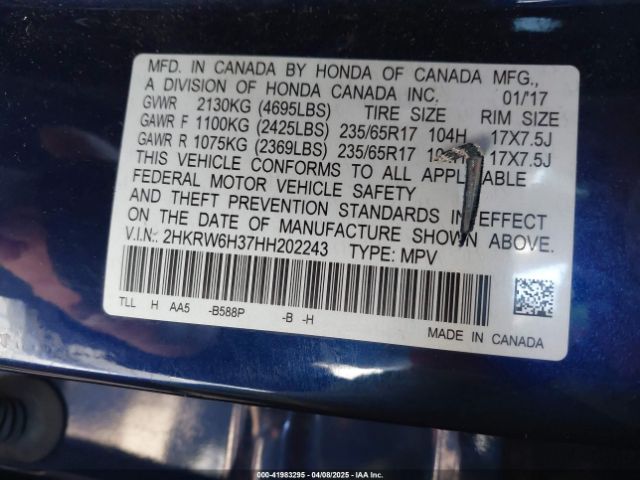 MFD. IN CANADA BY HONDA OF CANADA MFG.,
A DIVISION OF HONDA CANADA INC. 01/'17
GVWR 2130KG (4695LBS) TIRE SIZE RIM SIZE
GAWR F 1100KG (2425LBS) 235/65R17 104H 17X7.5J
GAWR R 1075KG (2369LBS) 235/65R17 17X7.5J
THIS VEHICLE CONFORMS TO ALL APPLICABLE
FEDERAL MOTOR VEHICLE SAFETY
AND THEFT PREVENTION STANDARDS IN EFFECT
ON THE DATE OF MANUFACTURE SHOWN ABOVE.
V.I.N.: 2HKRW6H37HH202243 TYPE: MPV
TLL H AA5 -B588P -B -H
MADE IN CANADA
000-41983295 - 04/08/2025 - IAA Inc.